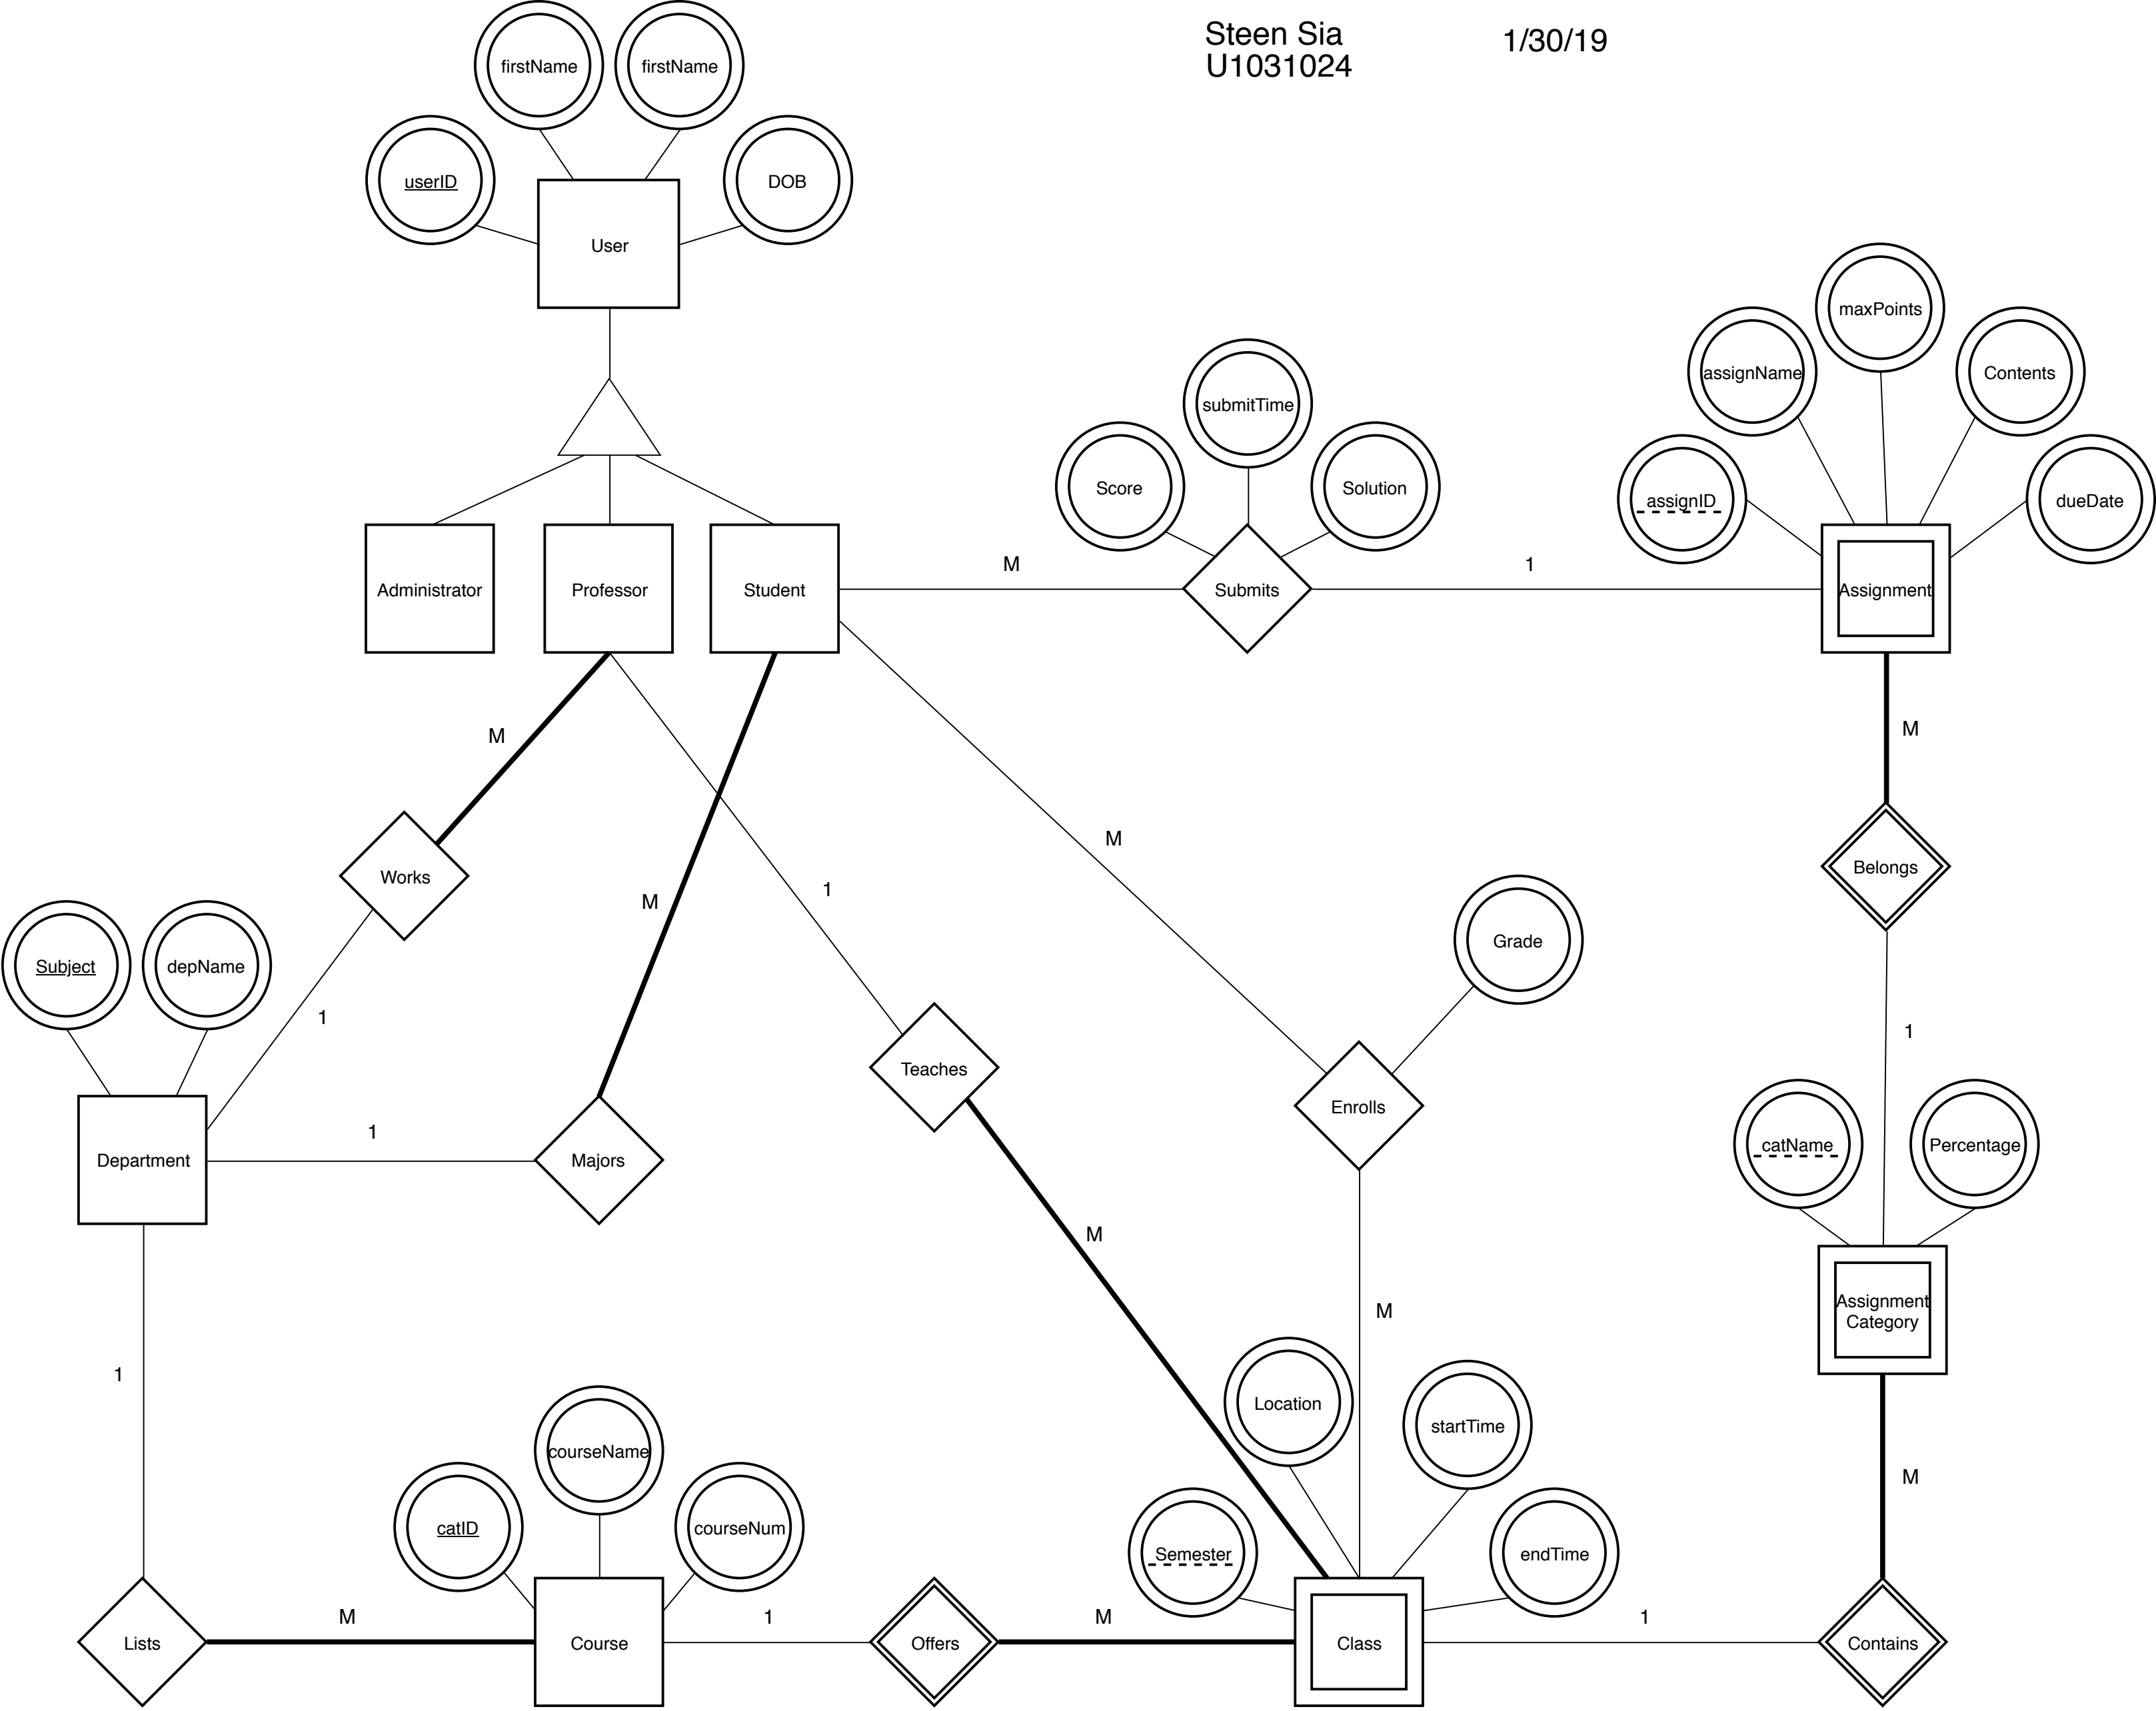 Steen Sia
1/30/19
U1031024
firstName
firstName
userID
DOB
User
maxPoints
assignName
Contents
submitTime
Score
Solution
assignID
dueDate
Administrator
Professor
Student
M
Submits
1
Assignment
M
M
M
1
M
Works
Belongs
Grade
Subject
depName
1
1
Teaches
Enrolls
catName
Percentage
Department
1
Majors
M
M
Assignment
Category
1
Location
startTime
courseName
M
catID
courseNum
Semester
endTime
Lists
M
Course
1
Offers
M
Class
1
Contains